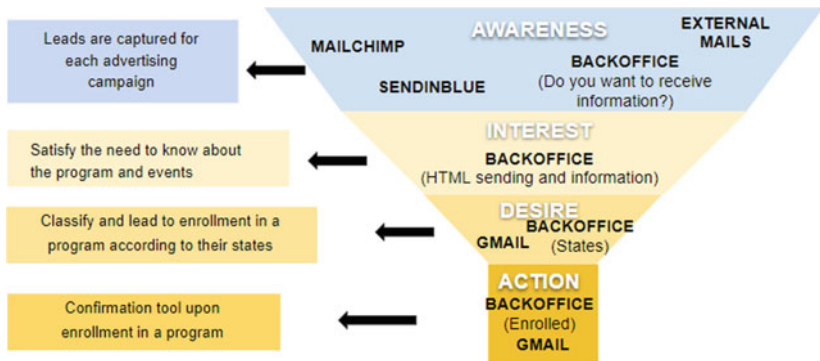 Leads are captured for
each advertising
campaign
AWARENESS
MAILCHIMP
EXTERNAL
MAILS
SENDINBLUE
BACKOFFICE
(Do you want to receive
information?)
Satisfy the need to know about
the program and events
INTEREST
BACKOFFICE
(HTML sending and information)
Classify and lead to enrollment in a
program according to their states
DESIRE
GMAIL
BACKOFFICE
(States)
Confirmation tool upon
enrollment in a program
ACTION
BACKOFFICE
(Enrolled)
GMAIL